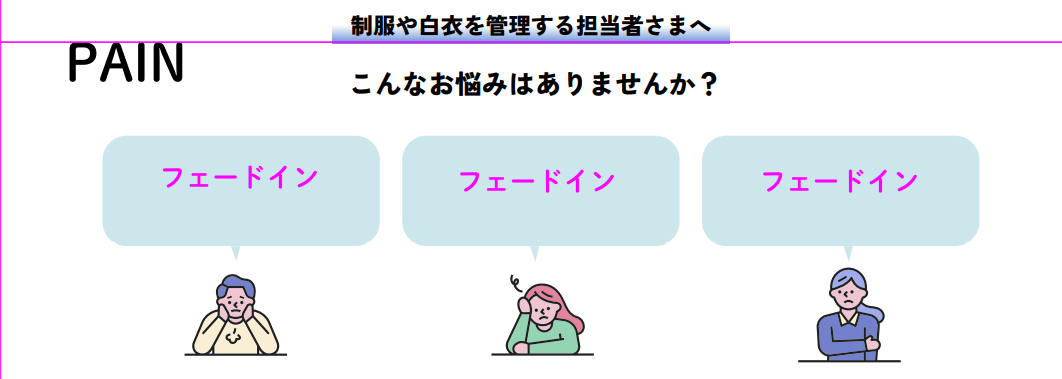 制服や白衣を管理する担当者さまへ
PAIN
こんなお悩みはありませんか？
フェードイン
フェードイン
フェードイン